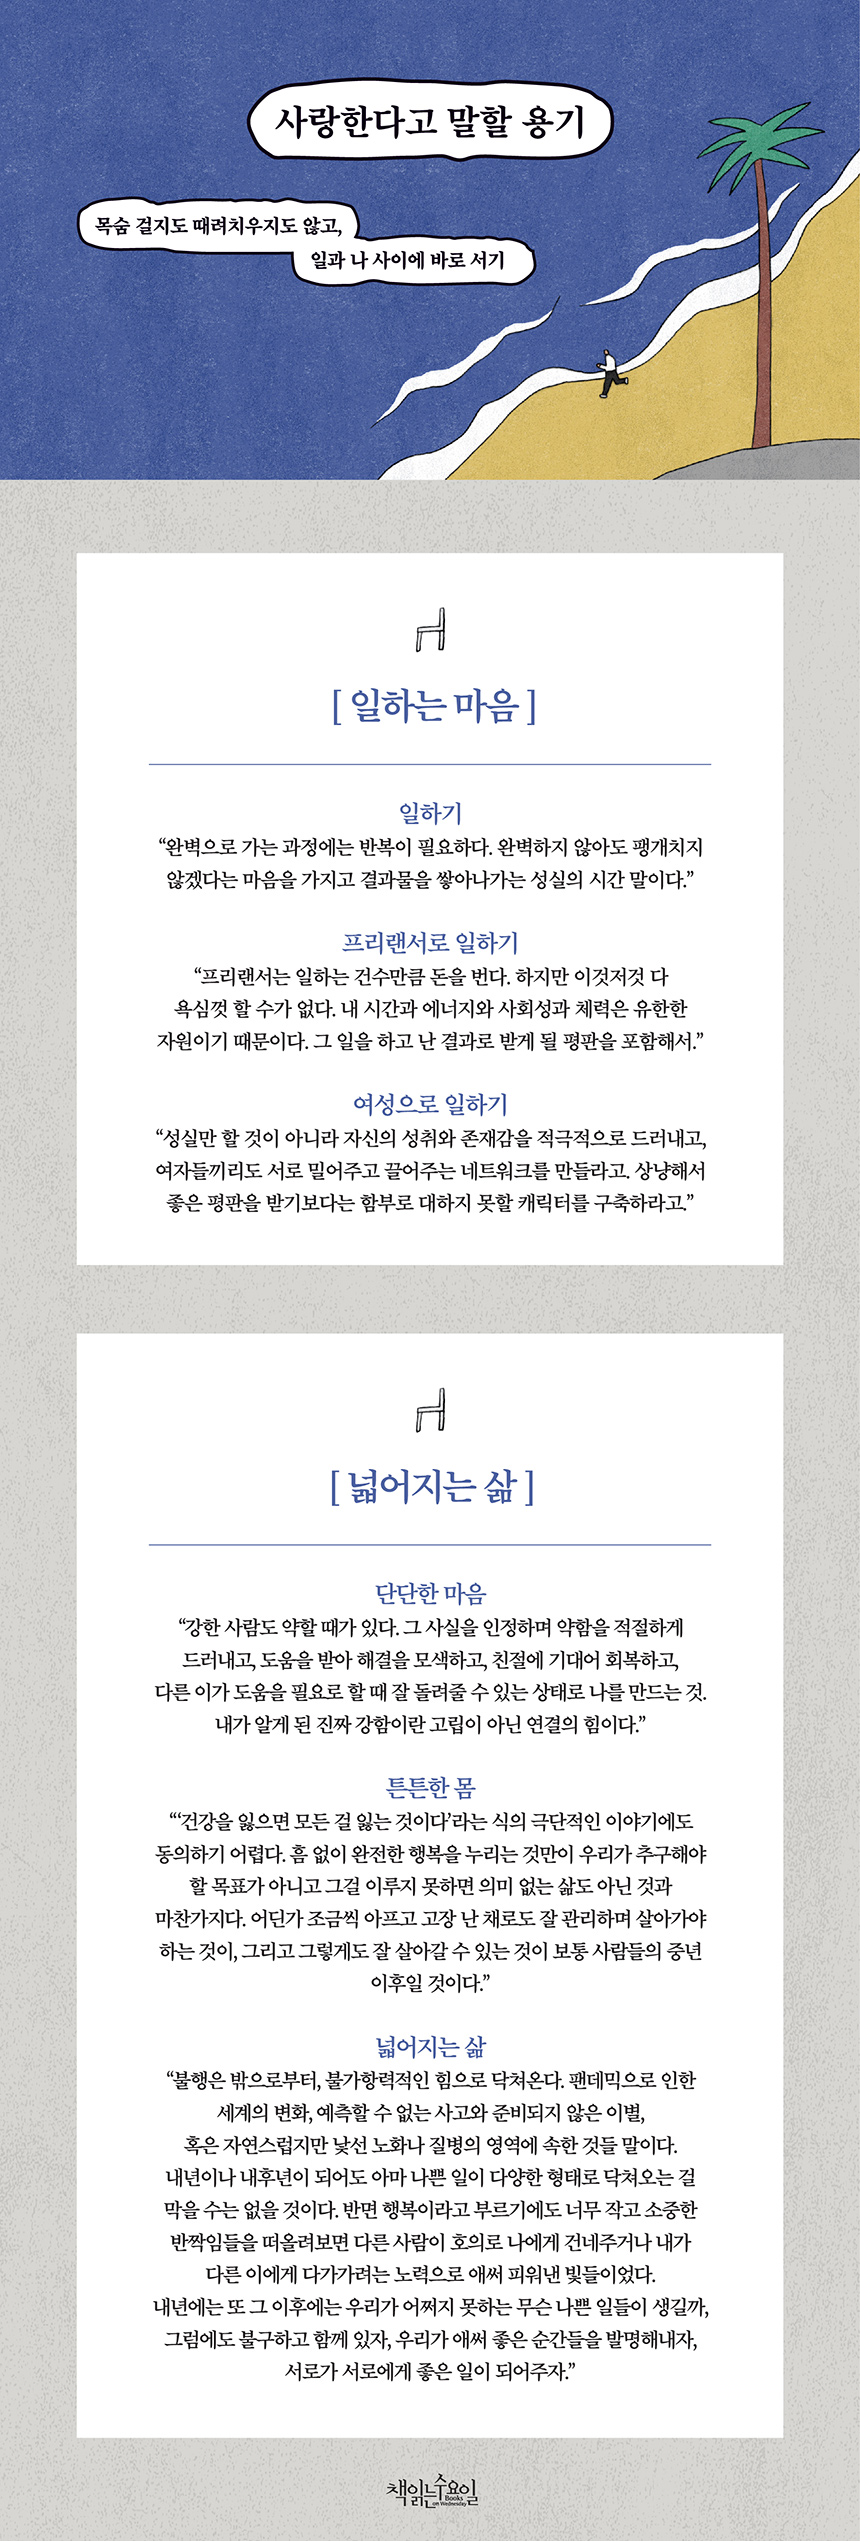 사랑한다고 말할 용기
목숨 걸지도 때려치우지도 않고,
일과 나 사이에 바로 서기
[ 일하는 마음 ]
일하기
“완벽으로 가는 과정에는 반복이 필요하다. 완벽하지 않아도 팽개치지
않겠다는 마음을 가지고 결과물을 쌓아나가는 성실의 시간 말이다.”
프리랜서로 일하기
“프리랜서는 일하는 건수만큼 돈을 번다. 하지만 이것저것 다
욕심껏 할 수가 없다. 내 시간과 에너지와 사회성과 체력은 유한한
자원이기 때문이다. 그 일을 하고 난 결과로 받게 될 평판을 포함해서.”
여성으로 일하기
“성실만 할 것이 아니라 자신의 성취와 존재감을 적극적으로 드러내고,
여자들끼리도 서로 밀어주고 끌어주는 네트워크를 만들라고. 상냥해서
좋은 평판을 받기보다는 함부로 대하지 못할 캐릭터를 구축하라고.”
[ 넓어지는 삶 ]
단단한 마음
“강한 사람도 약할 때가 있다. 그 사실을 인정하며 약함을 적절하게
드러내고, 도움을 받아 해결을 모색하고, 친절에 기대어 회복하고,
다른 이가 도움을 필요로 할 때 잘 돌려줄 수 있는 상태로 나를 만드는 것.
내가 알게 된 진짜 강함이란 고립이 아닌 연결의 힘이다.”
튼튼한 몸
“‘건강을 잃으면 모든 걸 잃는 것이다’라는 식의 극단적인 이야기에도
동의하기 어렵다. 흠 없이 완전한 행복을 누리는 것만이 우리가 추구해야
할 목표가 아니고 그걸 이루지 못하면 의미 없는 삶도 아닌 것과
마찬가지다. 어딘가 조금씩 아프고 고장 난 채로도 잘 관리하며 살아가야
하는 것이, 그리고 그렇게도 잘 살아갈 수 있는 것이 보통 사람들의 중년
이후일 것이다.”
넓어지는 삶
“불행은 밖으로부터, 불가항력적인 힘으로 닥쳐온다. 팬데믹으로 인한
세계의 변화, 예측할 수 없는 사고와 준비되지 않은 이별,
혹은 자연스럽지만 낯선 노화나 질병의 영역에 속한 것들 말이다.
내년이나 내후년이 되어도 아마 나쁜 일이 다양한 형태로 닥쳐오는 걸
막을 수는 없을 것이다. 반면 행복이라고 부르기에도 너무 작고 소중한
반짝임들을 떠올려보면 다른 사람이 호의로 나에게 건네주거나 내가
다른 이에게 다가가려는 노력으로 애써 피워낸 빛들이었다.
내년에는 또 그 이후에는 우리가 어쩌지 못하는 무슨 나쁜 일들이 생길까,
그럼에도 불구하고 함께 있자, 우리가 애써 좋은 순간들을 발명해내자,
서로가 서로에게 좋은 일이 되어주자.”
책읽는수요일
Books
on Wednesday